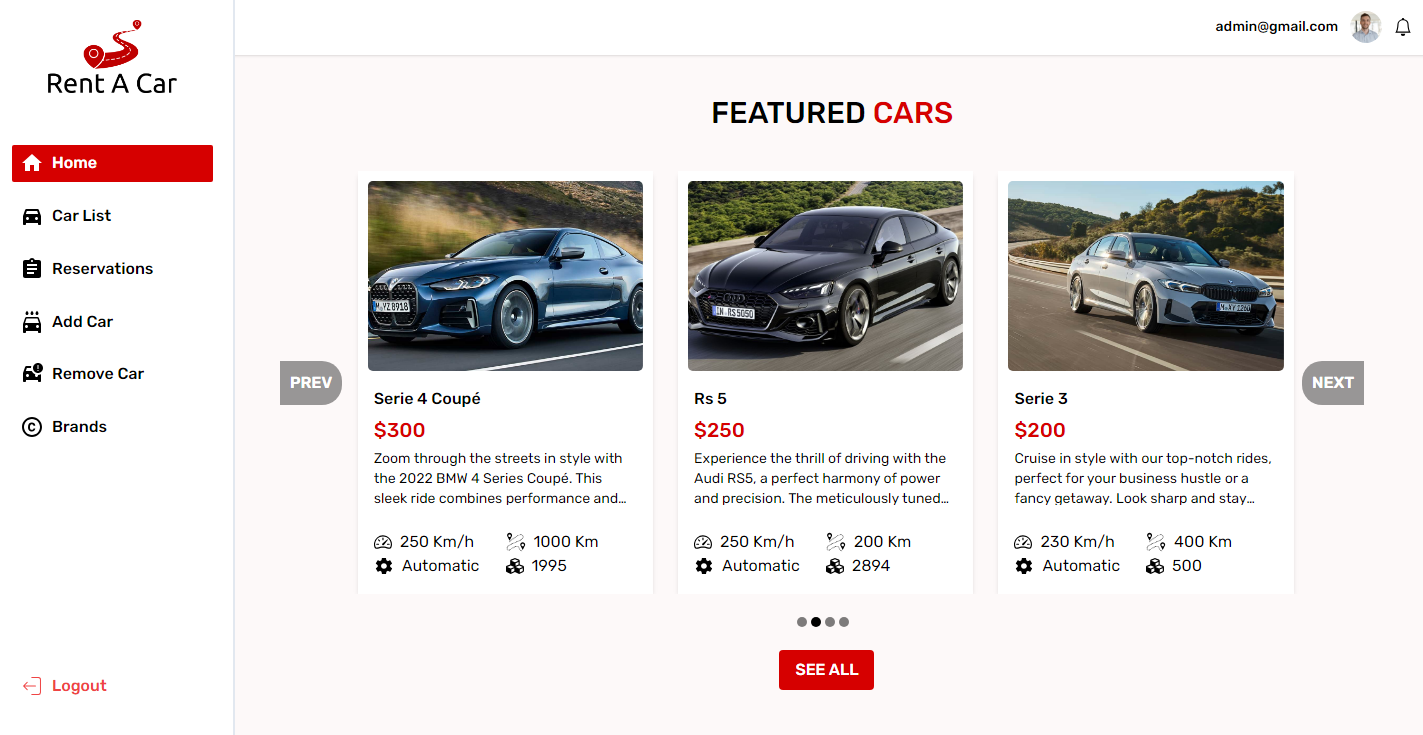 Rent A Car
admin@gmail.com
Home
Car List
Reservations
Add Car
Remove Car
Brands
Logout
FEATURED CARS
PREV
M·YZ 8918
Serie 4 Coupé
$300
Zoom through the streets in style with
the 2022 BMW 4 Series Coupé. This
sleek ride combines performance and…
250 Km/h 1000 Km
Automatic 1995
IN·RS 5050
Rs 5
$250
Experience the thrill of driving with the
Audi RS5, a perfect harmony of power
and precision. The meticulously tuned…
250 Km/h 200 Km
Automatic 2894
M·XY 1260
Serie 3
$200
Cruise in style with our top-notch rides,
perfect for your business hustle or a
fancy getaway. Look sharp and stay…
230 Km/h 400 Km
Automatic 500
NEXT
SEE ALL